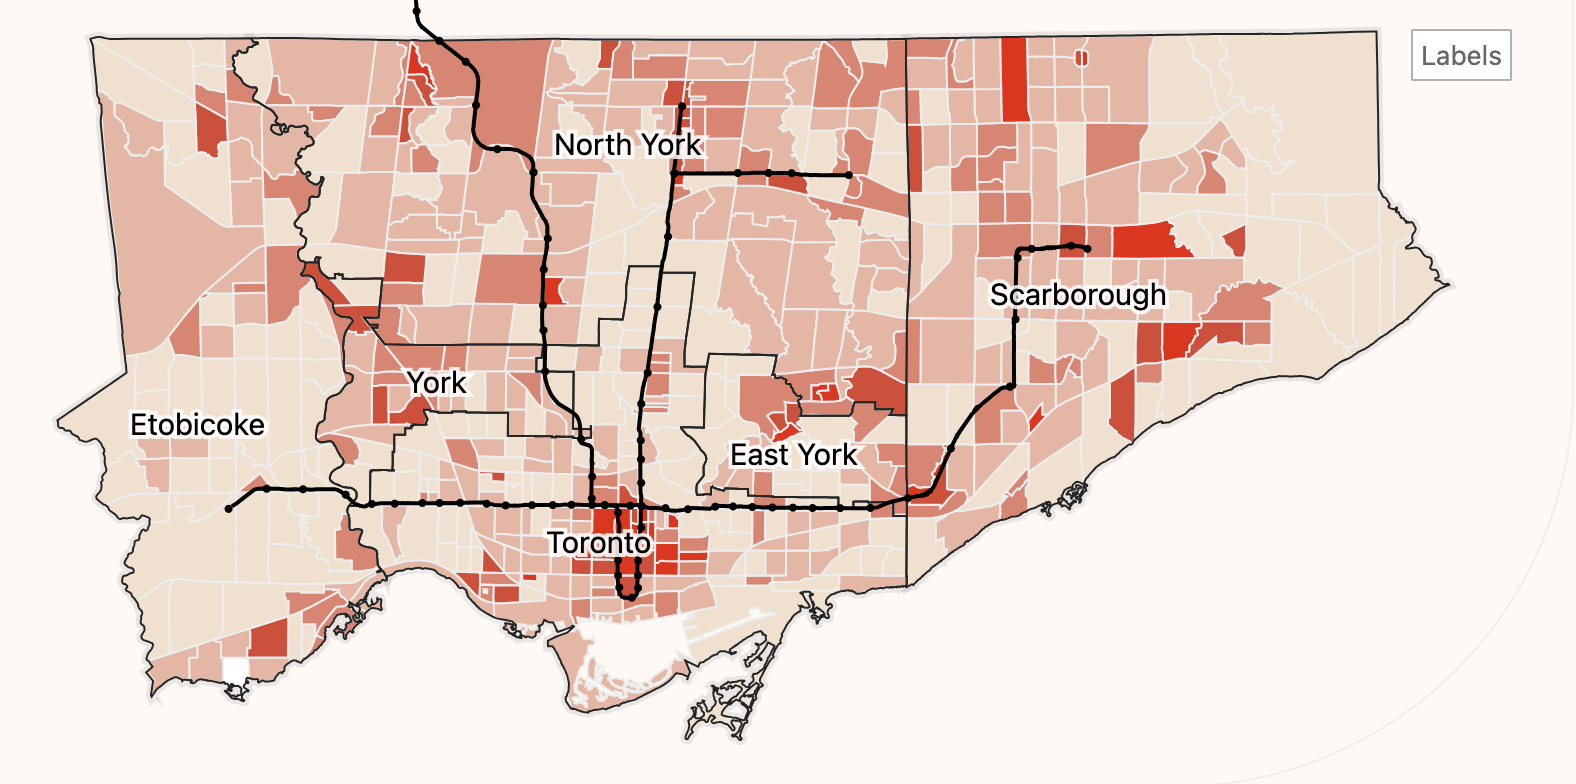 Labels
North York
Scarborough
York
Etobicoke
East York
Toronto